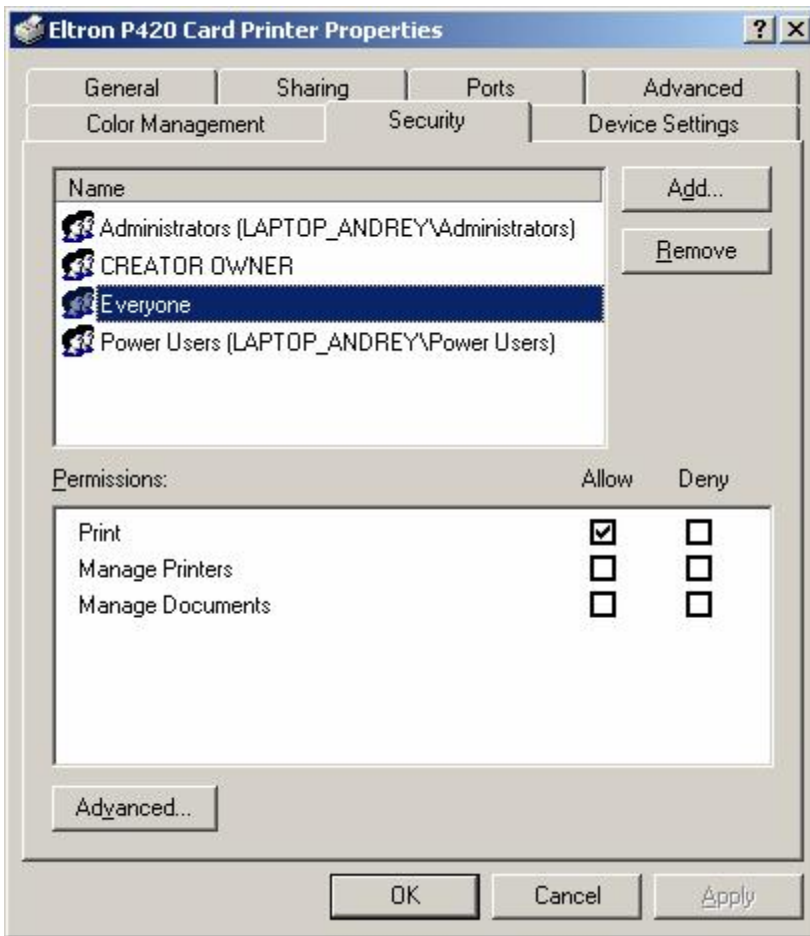 Eltron P420 Card Printer Properties
General Sharing Ports Advanced
Color Management Security Device Settings
Name
Administrators (LAPTOP_ANDREY\Administrators)
CREATOR OWNER
Everyone
Power Users (LAPTOP_ANDREY\Power Users)
Add...
Remove
Permissions: Allow Deny
Print
Manage Printers
Manage Documents
Advanced...
OK Cancel Apply